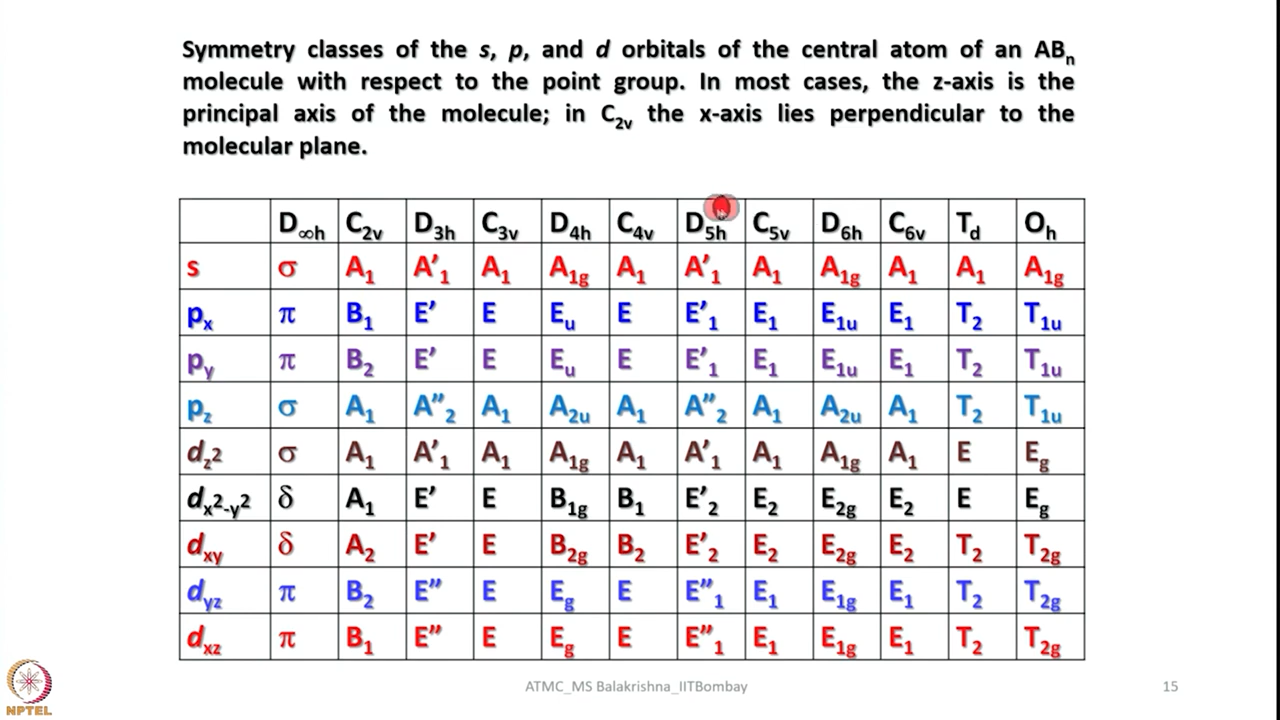 Symmetry classes of the s, p, and d orbitals of the central atom of an ABₙ
molecule with respect to the point group. In most cases, the z-axis is the
principal axis of the molecule; in C₂ᵥ the x-axis lies perpendicular to the
molecular plane.
D∞h C2v D3h C3v D4h C4v D5h C5v D6h C6v Td Oh
s σ A1 A’1 A1 A1g A1 A’1 A1 A1g A1 A1 A1g
px π B1 E’ E Eu E E’1 E1 E1u E1 T2 T1u
py π B2 E’ E Eu E E’1 E1 E1u E1 T2 T1u
pz σ A1 A”2 A1 A2u A1 A”2 A1 A2u A1 T2 T1u
dz2 σ A1 A’1 A1 A1g A1 A’1 A1 A1g A1 E Eg
dx2-y2 δ A1 E’ E B1g B1 E’2 E2 E2g E2 E Eg
dxy δ A2 E’ E B2g B2 E’2 E2 E2g E2 T2 T2g
dyz π B2 E” E Eg E E”1 E1 E1g E1 T2 T2g
dxz π B1 E” E Eg E E”1 E1 E1g E1 T2 T2g
NPTEL
ATMC_MS Balakrishna_IITBombay
15